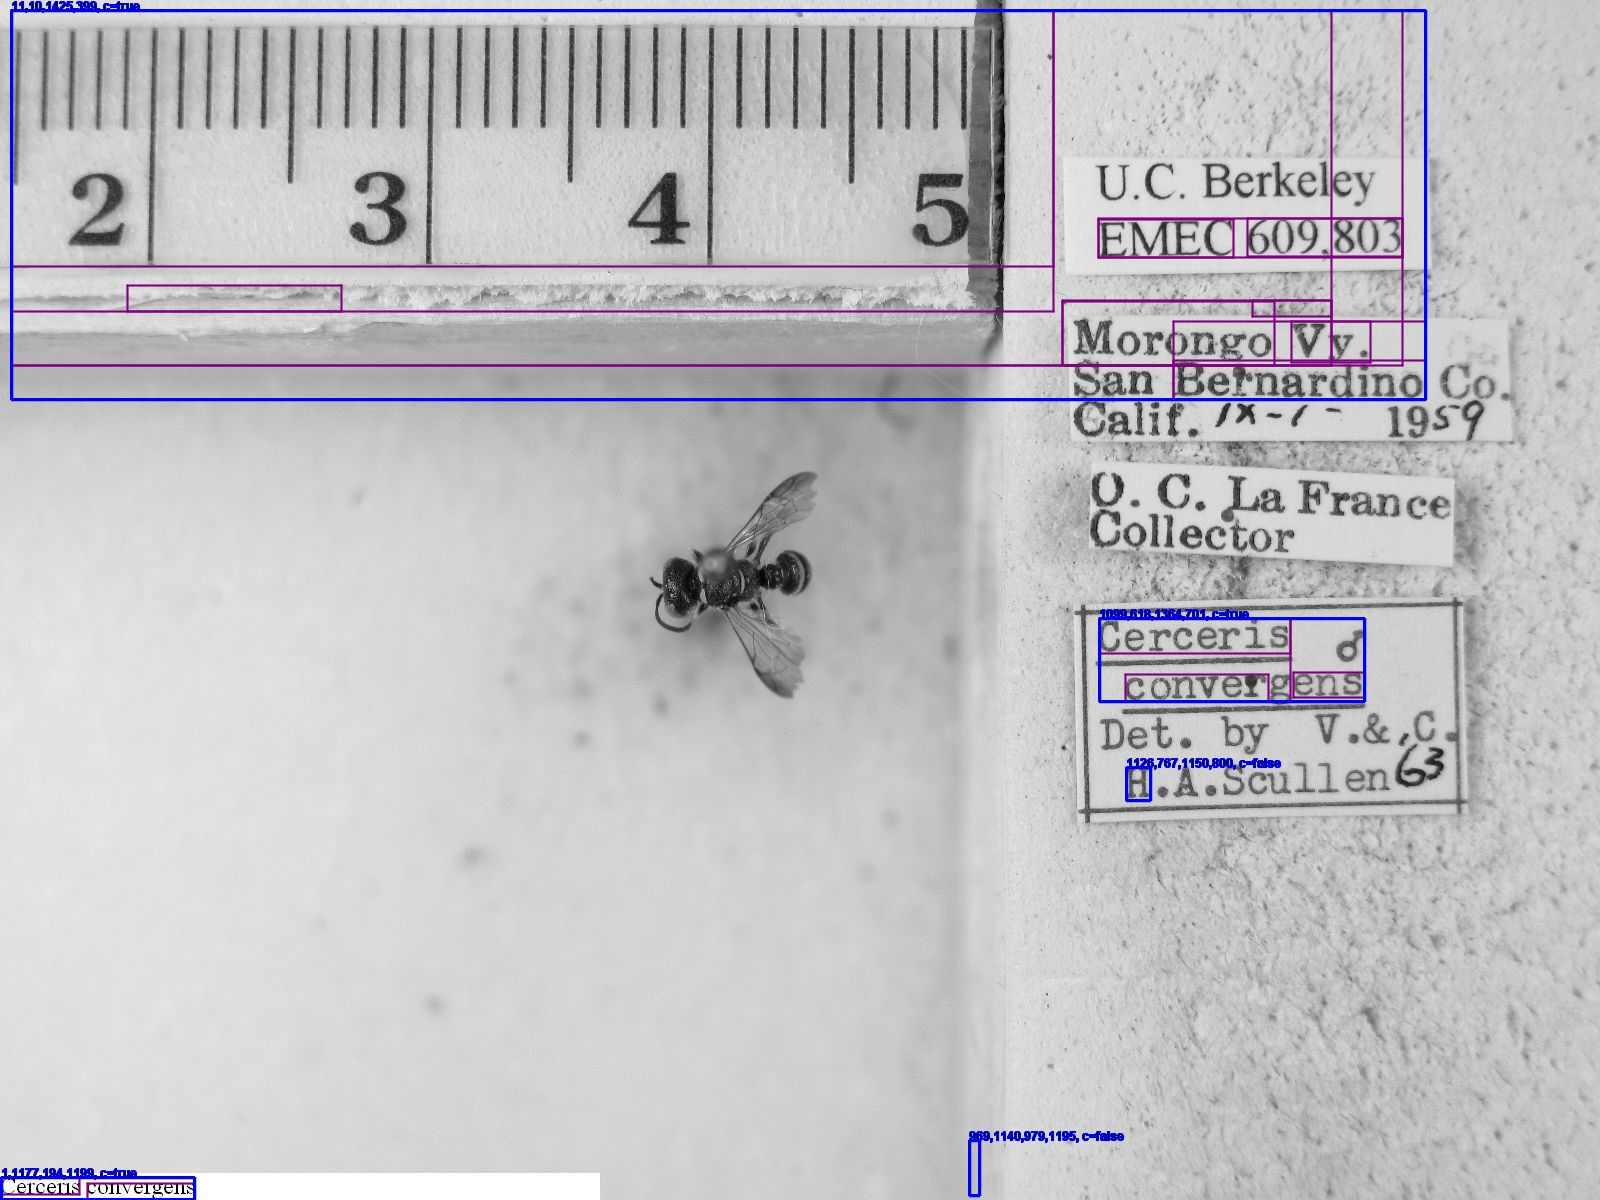 11,10,1425,399, c=true
2 3 4 5
U.C. Berkeley
EMEC 609,803
Morongo Vy.
San Bernardino Co.
Calif. IX-1- 1959
O. C. La France
Collector
1099,618,1364,701, c=true
Cerceris ♂
convergens
Det. by V.&,C.
1126,767,1150,800, c=false
H.A.Scullen 63
969,1140,979,1195, c=false
1,1177,194,1199, c=true
Cerceris convergens